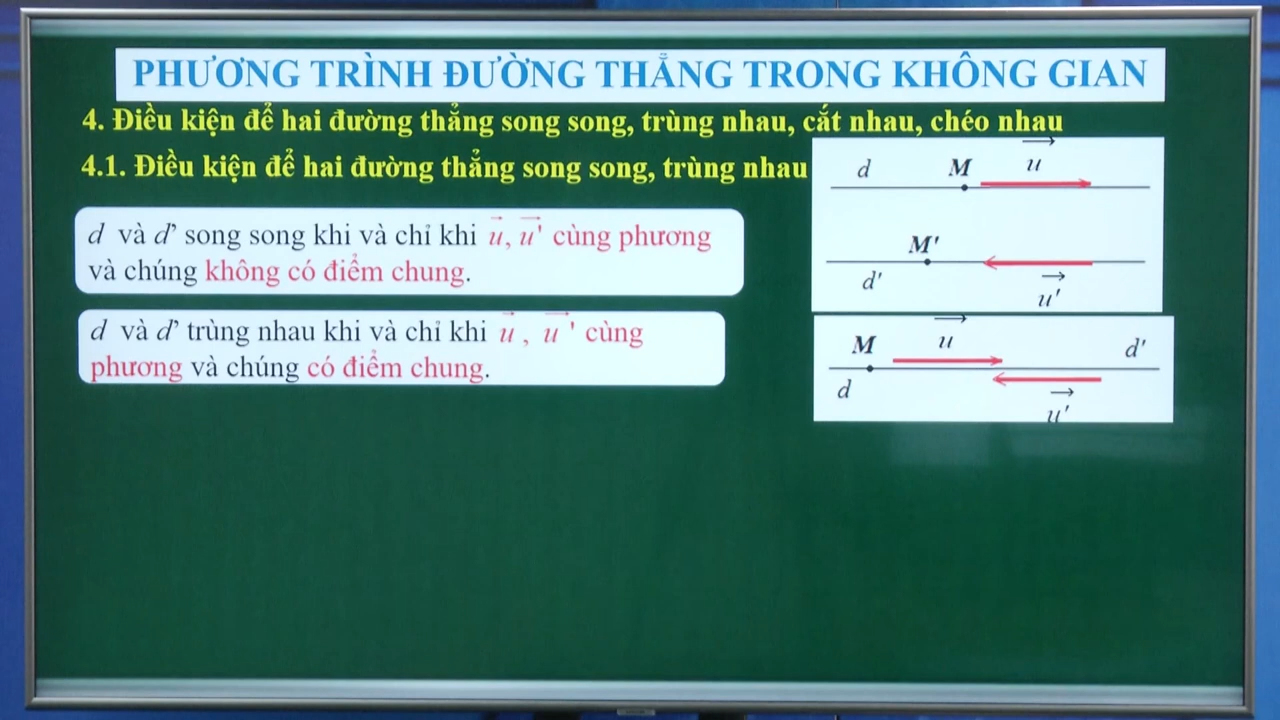 PHƯƠNG TRÌNH ĐƯỜNG THẲNG TRONG KHÔNG GIAN
4. Điều kiện để hai đường thẳng song song, trùng nhau, cắt nhau, chéo nhau
4.1. Điều kiện để hai đường thẳng song song, trùng nhau
d M u
d và d’ song song khi và chỉ khi u, u' cùng phương
và chúng không có điểm chung.
M'
d' u'
d và d’ trùng nhau khi và chỉ khi u , u ' cùng
phương và chúng có điểm chung.
M u d'
d u'